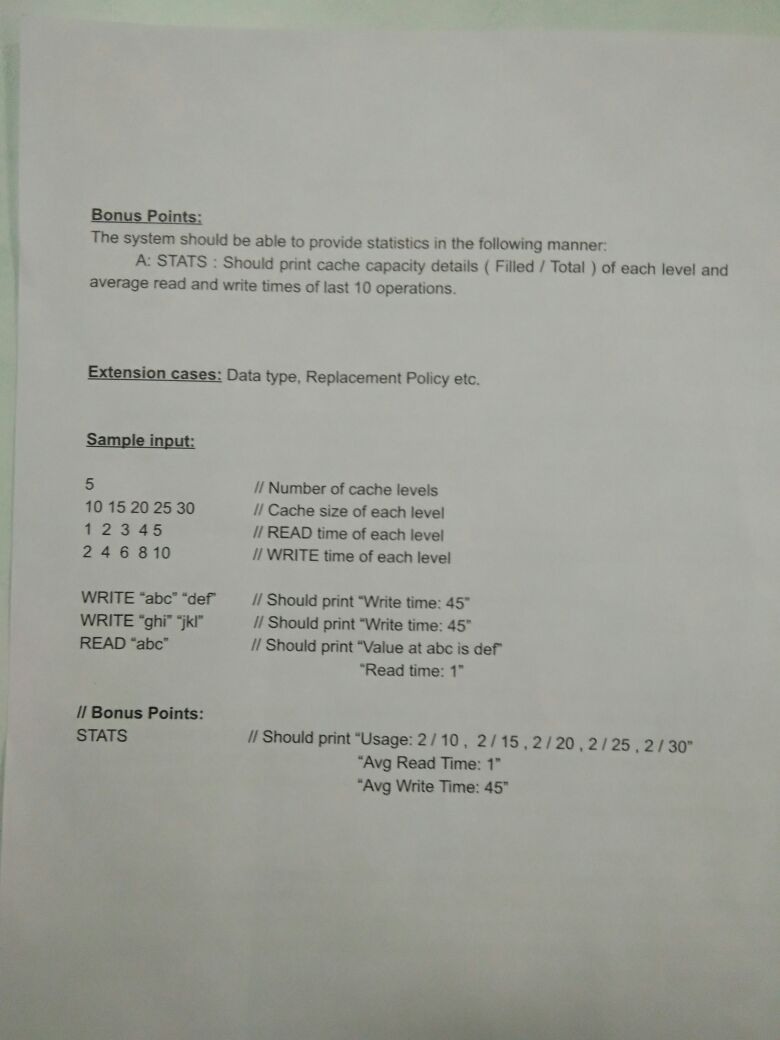 Bonus Points:
The system should be able to provide statistics in the following manner:
A: STATS : Should print cache capacity details ( Filled / Total ) of each level and
average read and write times of last 10 operations.
Extension cases: Data type, Replacement Policy etc.
Sample input:
5 // Number of cache levels
10 15 20 25 30 // Cache size of each level
1 2 3 4 5 // READ time of each level
2 4 6 8 10 // WRITE time of each level
WRITE “abc” “def” // Should print “Write time: 45”
WRITE “ghi” “jkl” // Should print “Write time: 45”
READ “abc” // Should print “Value at abc is def”
“Read time: 1”
// Bonus Points:
STATS // Should print “Usage: 2 / 10 , 2 / 15 , 2 / 20 , 2 / 25 , 2 / 30”
“Avg Read Time: 1”
“Avg Write Time: 45”